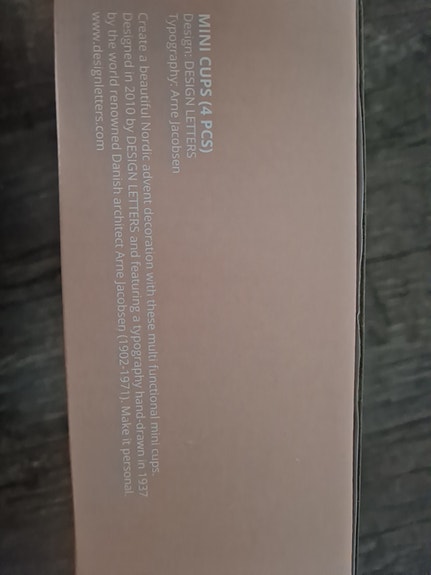 MINI CUPS (4 PCS)
Design: DESIGN LETTERS
Typography: Arne Jacobsen
Create a beautiful Nordic advent decoration with these multi functional mini cups.
Designed in 2010 by DESIGN LETTERS and featuring a typography hand-drawn in 1937
by the world renowned Danish architect Arne Jacobsen (1902-1971). Make it personal.
www.designletters.com